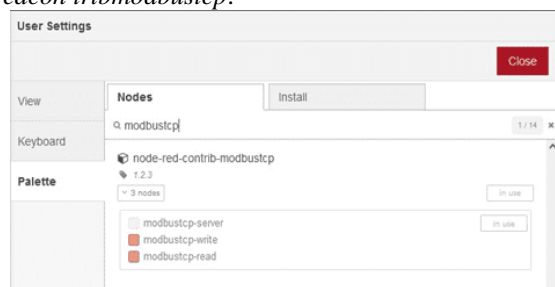 User Settings
Close
View
Keyboard
Palette
Nodes
Install
modbustcp
1 / 14
x
node-red-contrib-modbustcp
1.2.3
3 nodes
in use
modbustcp-server
in use
modbustcp-write
modbustcp-read